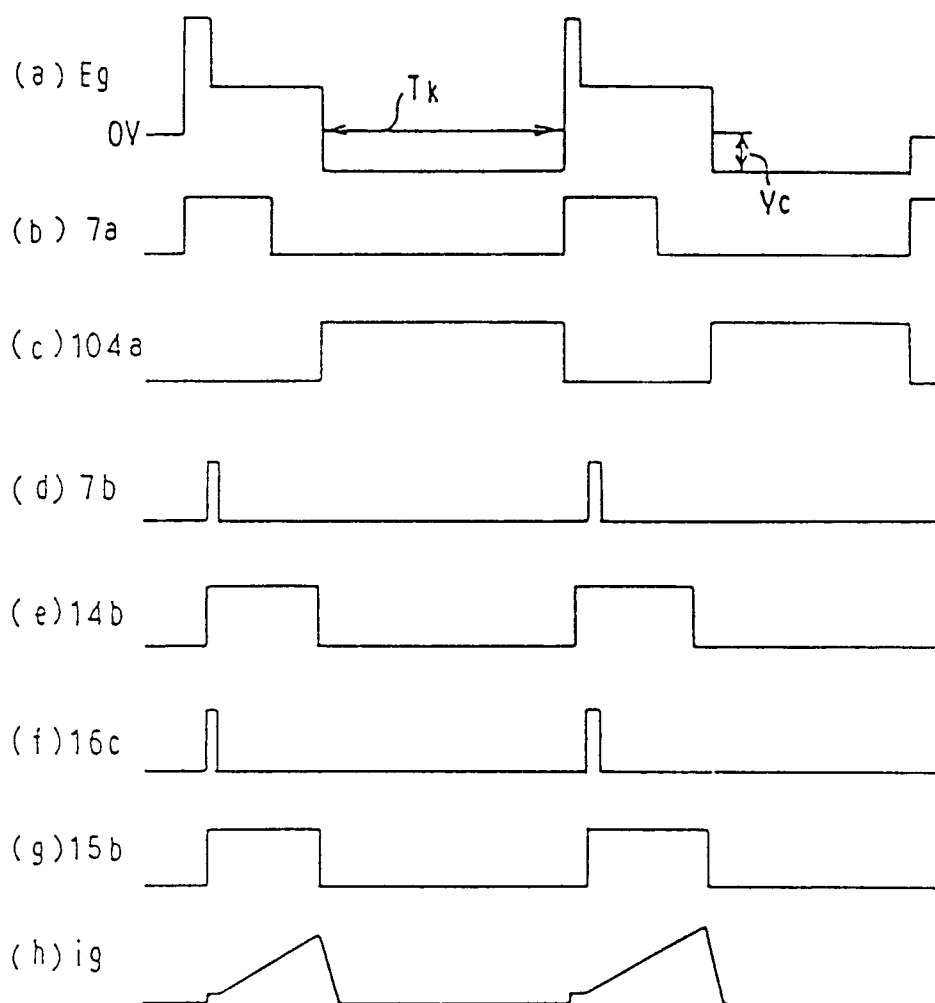 (a) Eg
Tk
0V
Vc
(b) 7a
(c) 104a
(d) 7b
(e) 14b
(f) 16c
(g) 15b
(h) ig